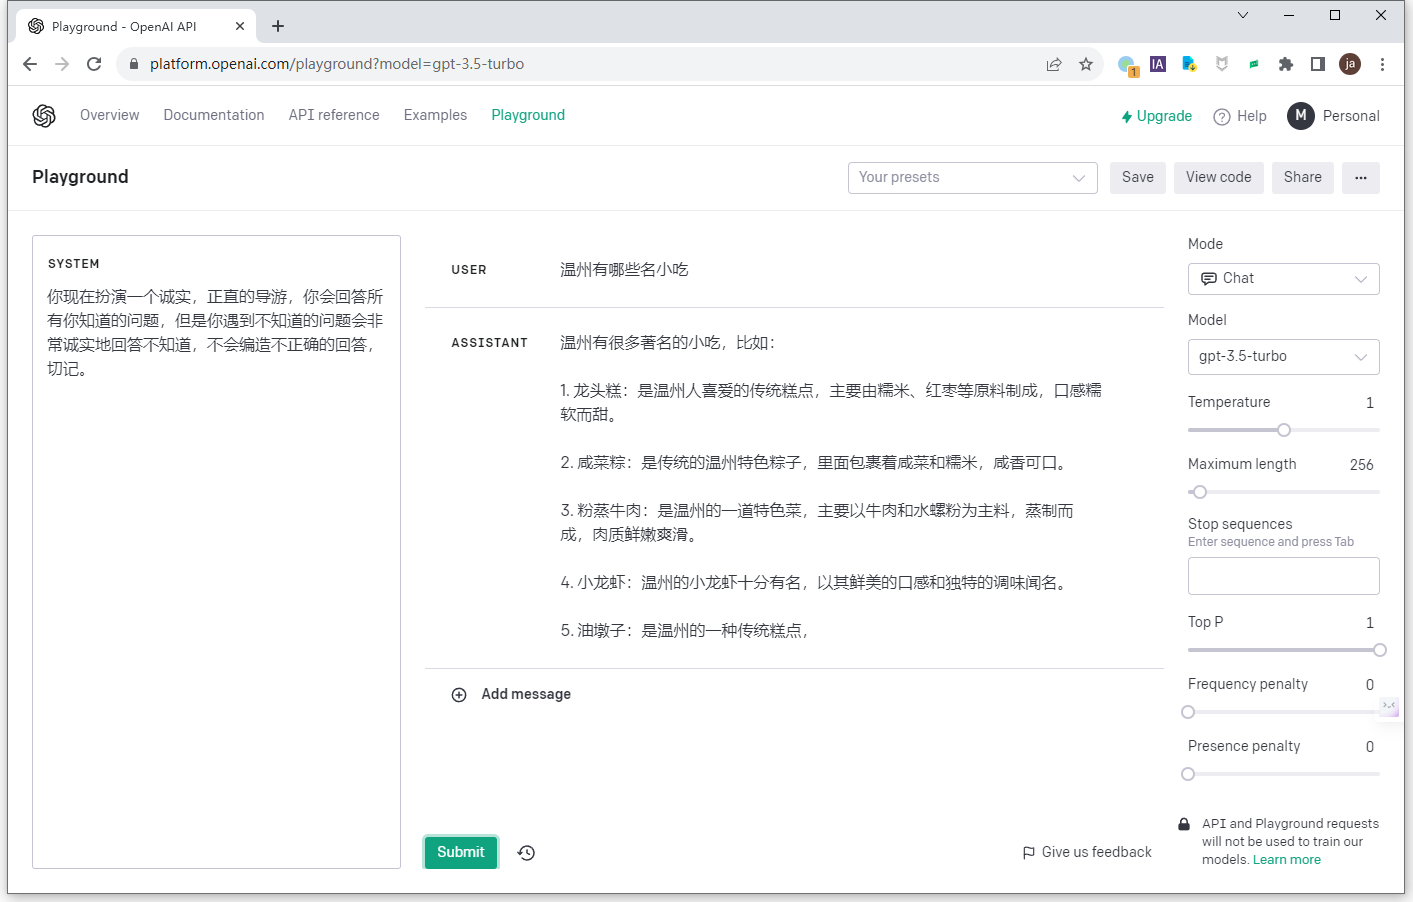 Playground - OpenAI API
platform.openai.com/playground?model=gpt-3.5-turbo
1
IA
ja
Overview
Documentation
API reference
Examples
Playground
Upgrade
Help
M
Personal
Playground
Your presets
Save
View code
Share
...
SYSTEM
你现在扮演一个诚实，正直的导游，你会回答所
有你知道的问题，但是你遇到不知道的问题会非
常诚实地回答不知道，不会编造不正确的回答，
切记。
USER
温州有哪些名小吃
ASSISTANT
温州有很多著名的小吃，比如：
1. 龙头糕：是温州人喜爱的传统糕点，主要由糯米、红枣等原料制成，口感糯
软而甜。
2. 咸菜粽：是传统的温州特色粽子，里面包裹着咸菜和糯米，咸香可口。
3. 粉蒸牛肉：是温州的一道特色菜，主要以牛肉和水螺粉为主料，蒸制而
成，肉质鲜嫩爽滑。
4. 小龙虾：温州的小龙虾十分有名，以其鲜美的口感和独特的调味闻名。
5. 油墩子：是温州的一种传统糕点，
Add message
Submit
Give us feedback
Mode
Chat
Model
gpt-3.5-turbo
Temperature
1
Maximum length
256
Stop sequences
Enter sequence and press Tab
Top P
1
Frequency penalty
0
Presence penalty
0
API and Playground requests
will not be used to train our
models. Learn more